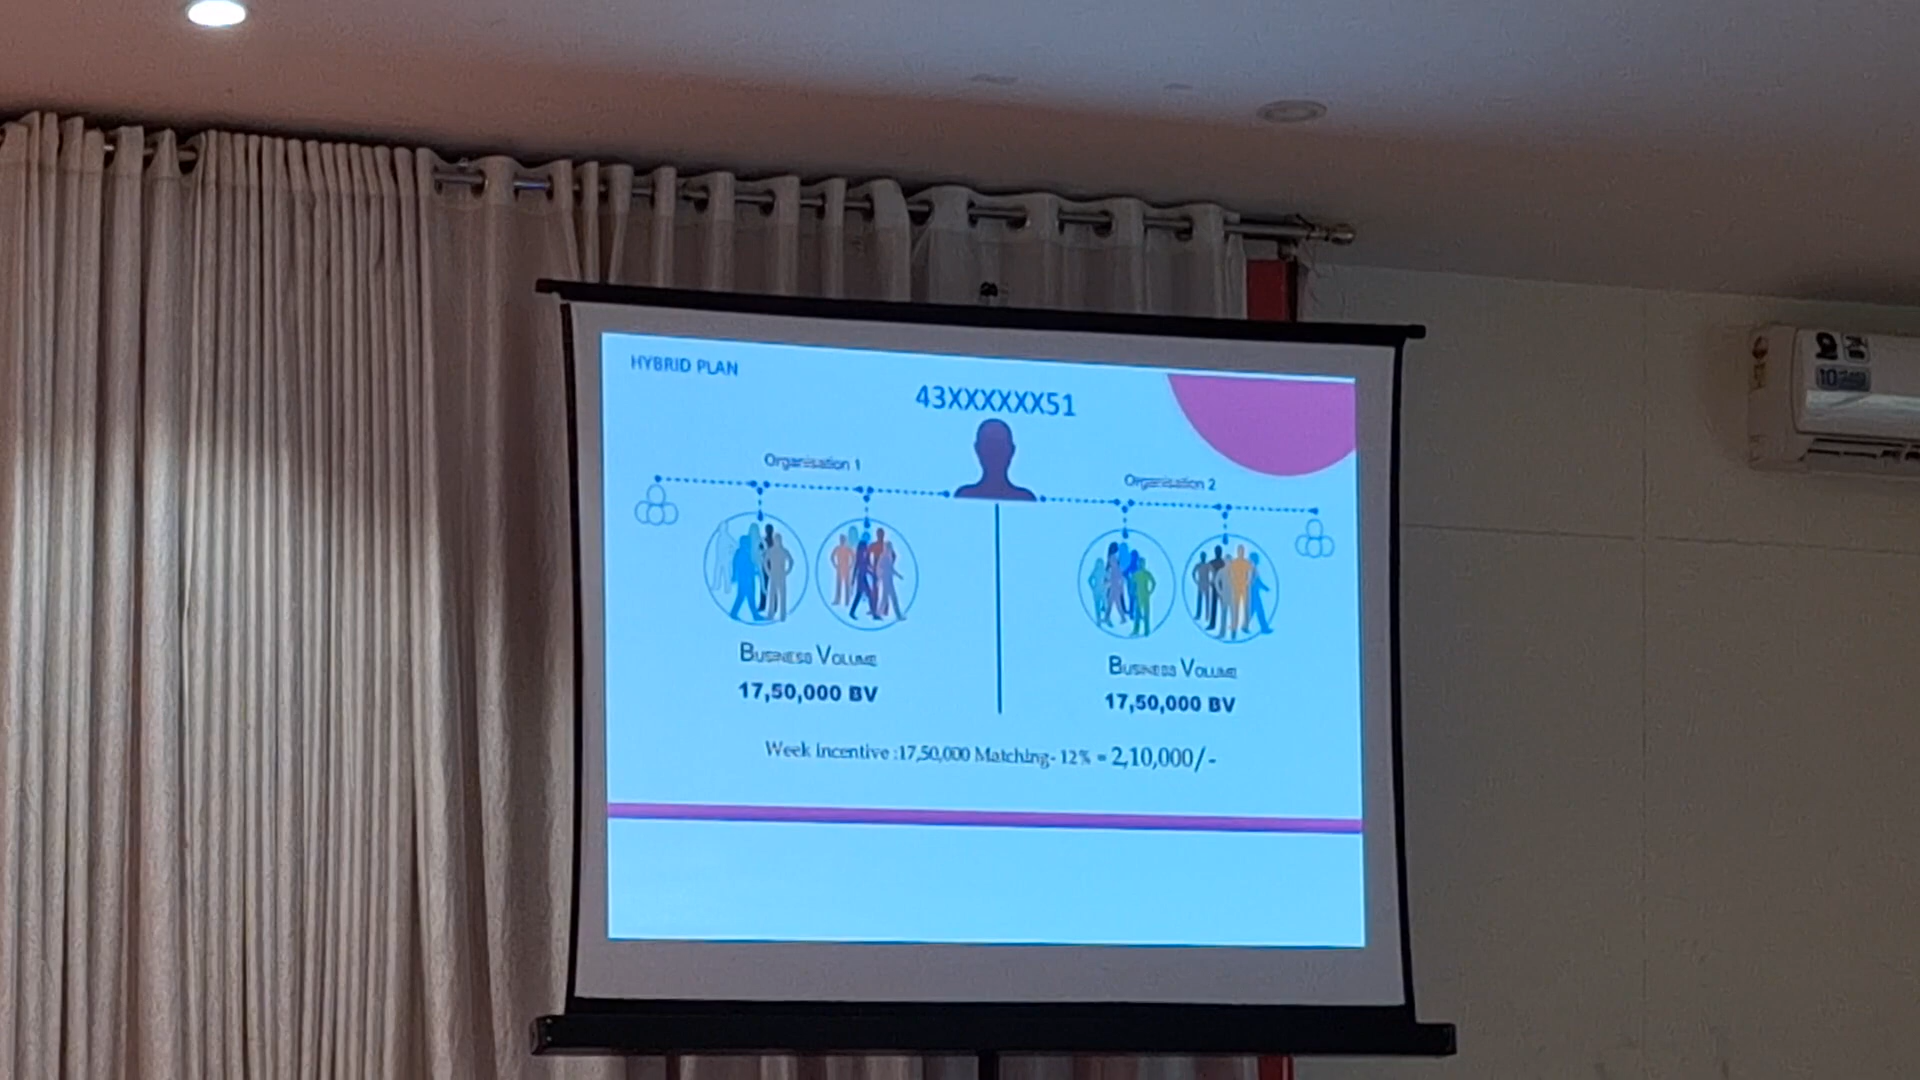 HYBRID PLAN
43XXXXXX51
Organisation 1
Organisation 2
BUSINESS VOLUME
17,50,000 BV
BUSINESS VOLUME
17,50,000 BV
Week incentive :17,50,000 Matching- 12% = 2,10,000/-
10